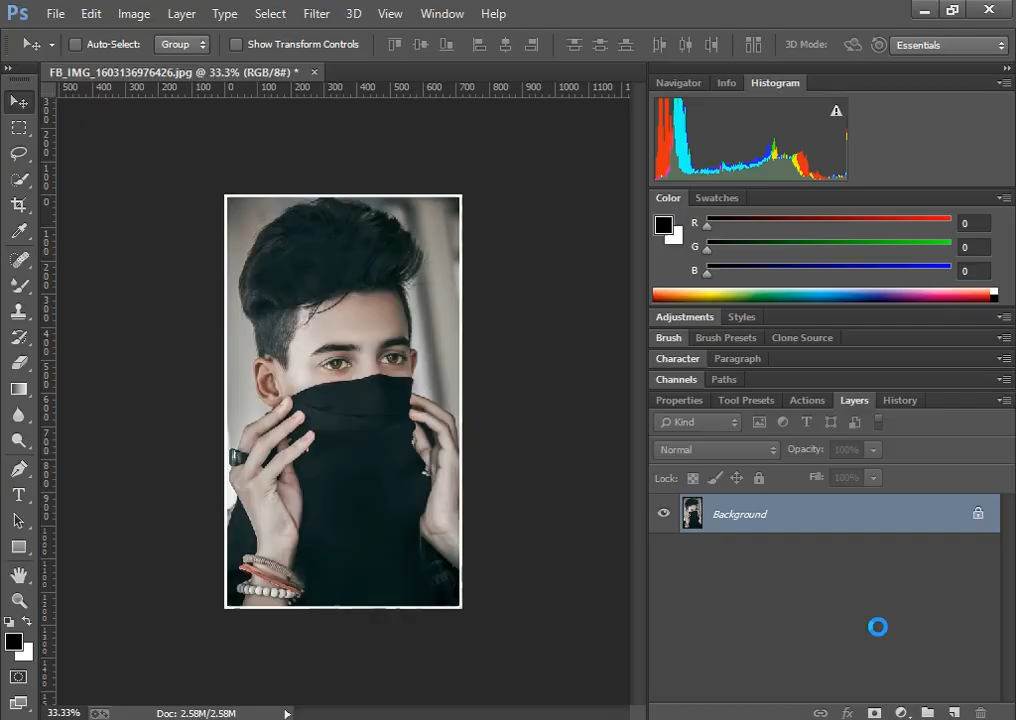 Ps File Edit Image Layer Type Select Filter 3D View Window Help
Auto-Select: Group Show Transform Controls 3D Mode: Essentials
FB_IMG_1603136976426.jpg @ 33.3% (RGB/8#) * ×
500 400 300 200 100 0 100 200 300 400 500 600 700 800 900 1000 1100 1
Navigator Info Histogram
Color Swatches
R 0
G 0
B 0
Adjustments Styles
Brush Brush Presets Clone Source
Character Paragraph
Channels Paths
Properties Tool Presets Actions Layers History
Kind
Normal Opacity: 100%
Lock: Fill: 100%
Background
33.33% Doc: 2.58M/2.58M